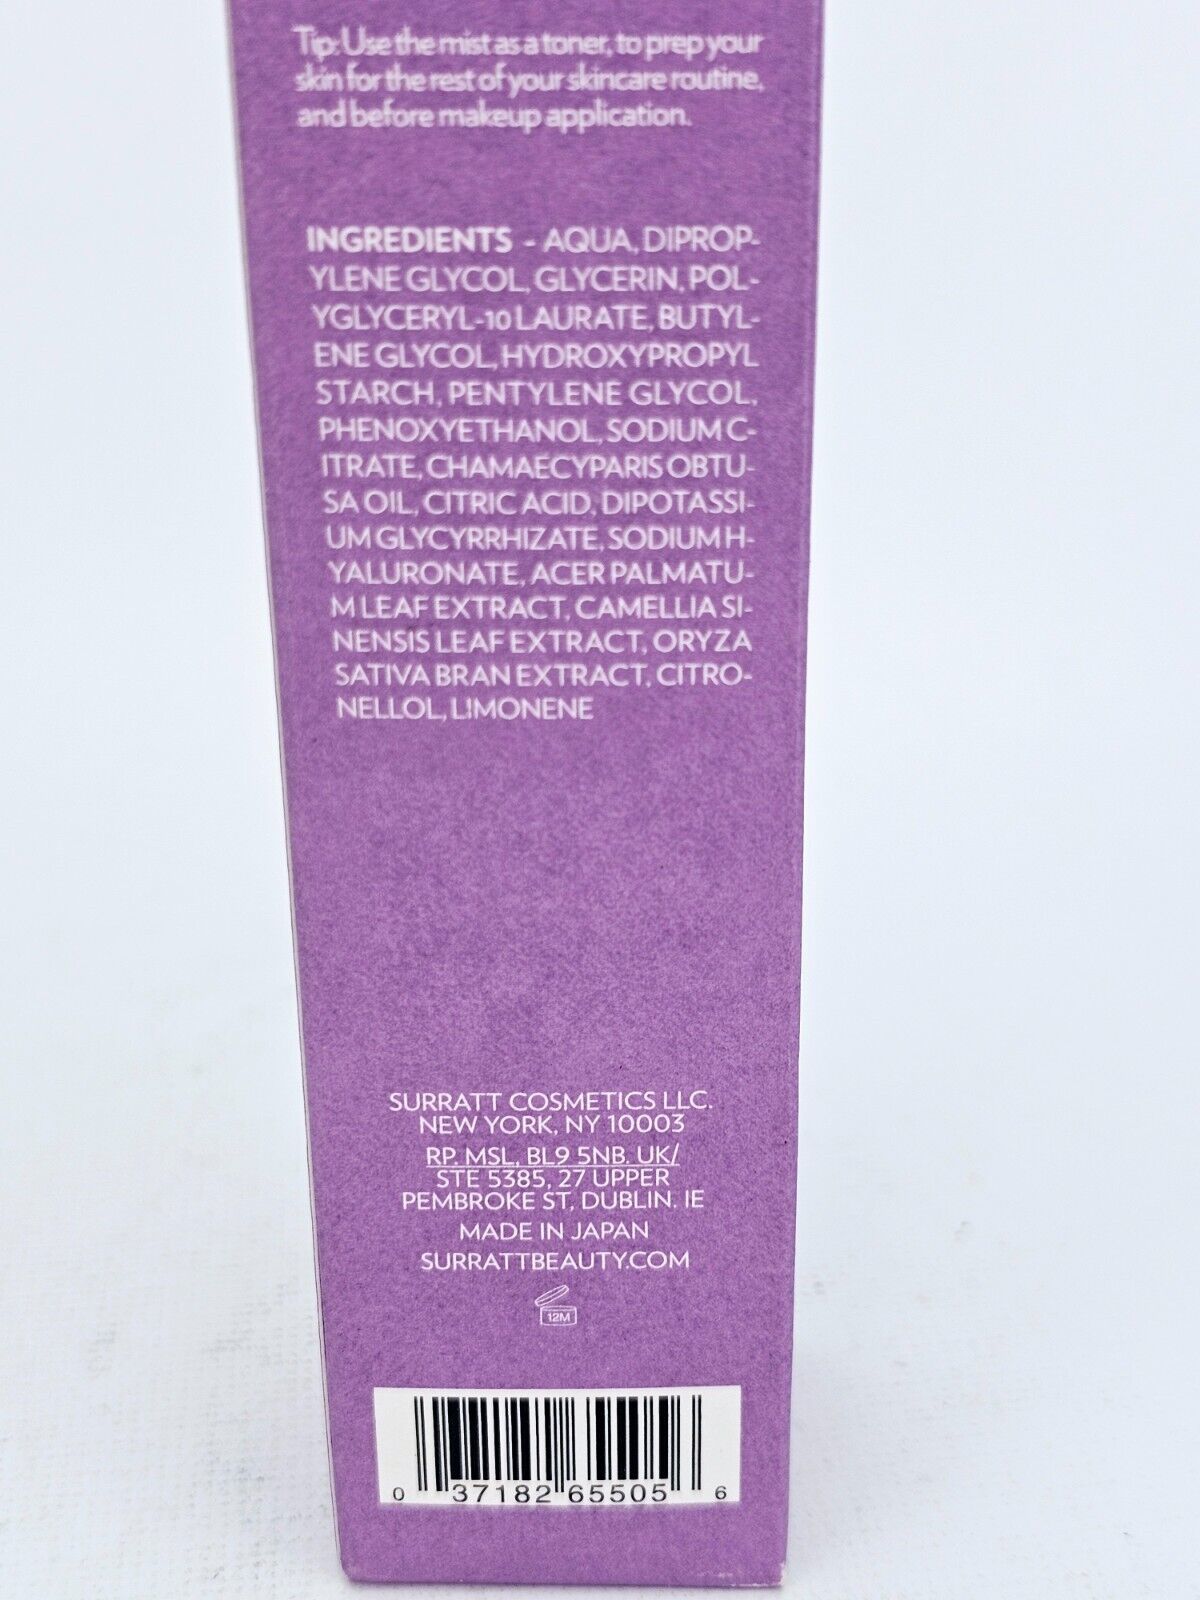 Tip: Use the mist as a toner, to prep your
skin for the rest of your skincare routine,
and before makeup application.
INGREDIENTS - AQUA, DIPROP-
YLENE GLYCOL, GLYCERIN, POL-
YGLYCERYL-10 LAURATE, BUTYL-
ENE GLYCOL, HYDROXYPROPYL
STARCH, PENTYLENE GLYCOL,
PHENOXYETHANOL, SODIUM C-
ITRATE, CHAMAECYPARIS OBTU-
SA OIL, CITRIC ACID, DIPOTASSI-
UM GLYCYRRHIZATE, SODIUM H-
YALURONATE, ACER PALMATU-
M LEAF EXTRACT, CAMELLIA SI-
NENSIS LEAF EXTRACT, ORYZA
SATIVA BRAN EXTRACT, CITRO-
NELLOL, LIMONENE
SURRATT COSMETICS LLC.
NEW YORK, NY 10003
RP. MSL, BL9 5NB. UK/
STE 5385, 27 UPPER
PEMBROKE ST, DUBLIN. IE
MADE IN JAPAN
SURRATTBEAUTY.COM
12M
0 37182 65505 6